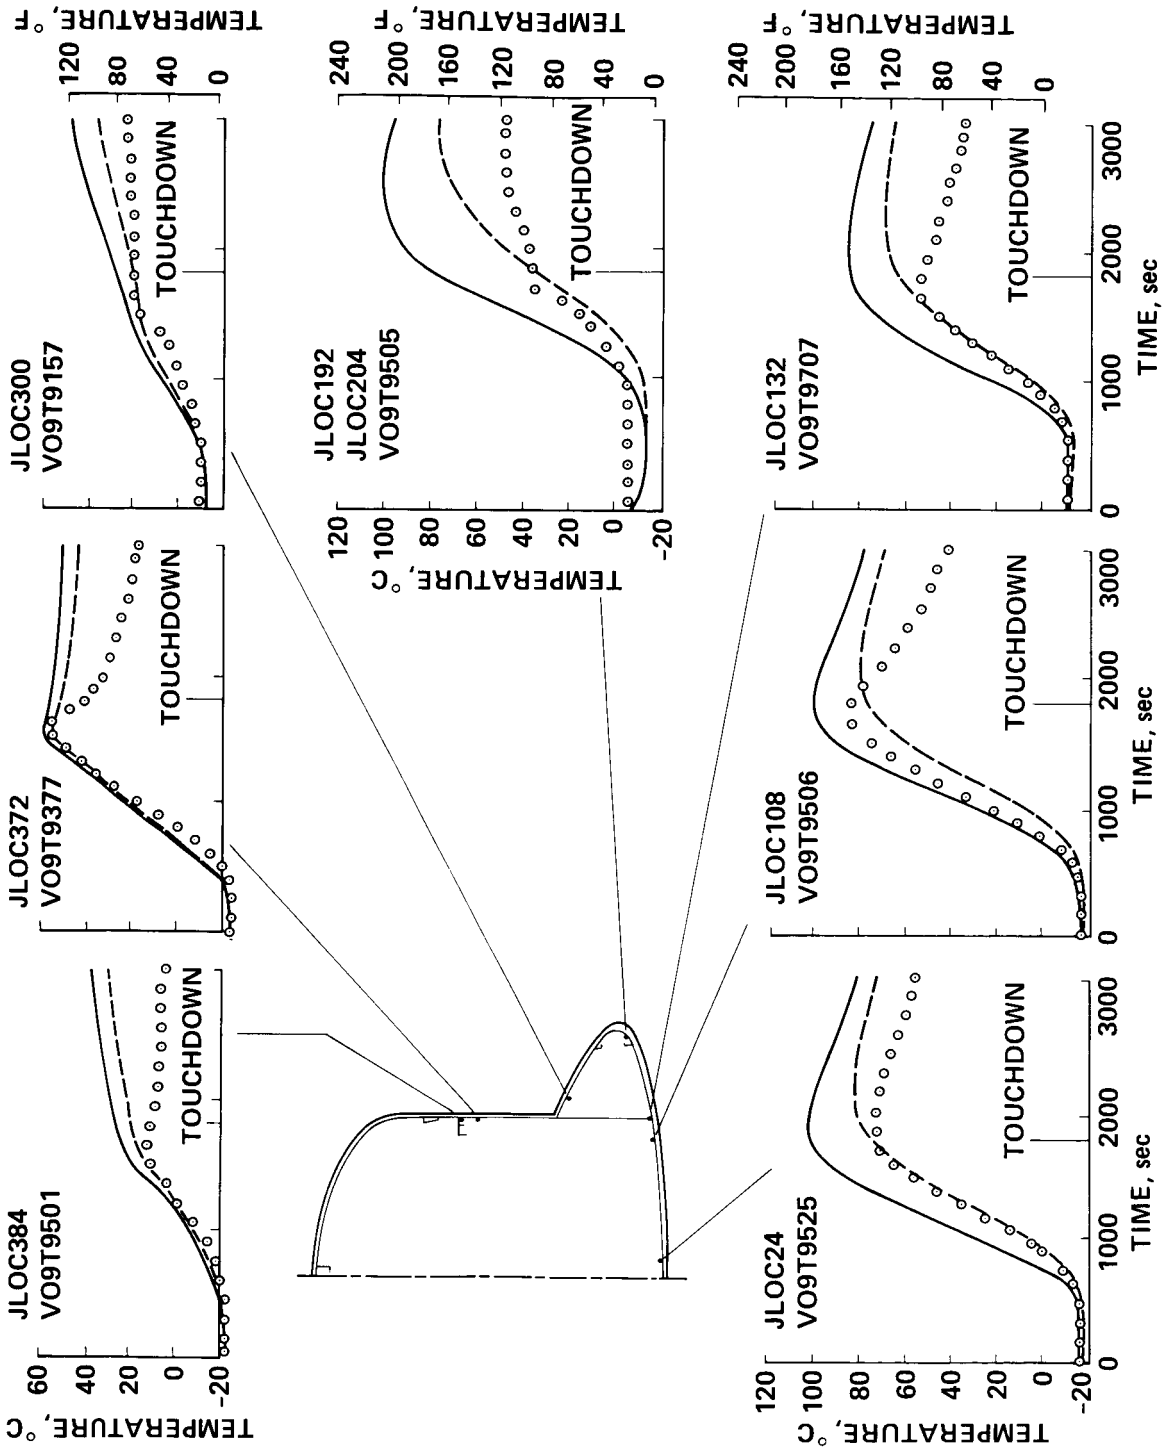 JLOC384
VO9T9501
TEMPERATURE, °C
60
40
20
0
-20
TOUCHDOWN
JLOC372
VO9T9377
60
40
20
0
TOUCHDOWN
JLOC300
VO9T9157
TOUCHDOWN
120
80
40
0
TEMPERATURE, °F
JLOC192
JLOC204
VO9T9505
TEMPERATURE, °C
120
100
80
60
40
20
0
-20
TOUCHDOWN
240
200
160
120
80
40
0
TEMPERATURE, °F
JLOC24
VO9T9525
TEMPERATURE, °C
120
100
80
60
40
20
0
-20
TOUCHDOWN
0
1000
2000
3000
TIME, sec
JLOC108
VO9T9506
TOUCHDOWN
0
1000
2000
3000
TIME, sec
JLOC132
VO9T9707
TOUCHDOWN
0
1000
2000
3000
TIME, sec
240
200
160
120
80
40
0
TEMPERATURE, °F